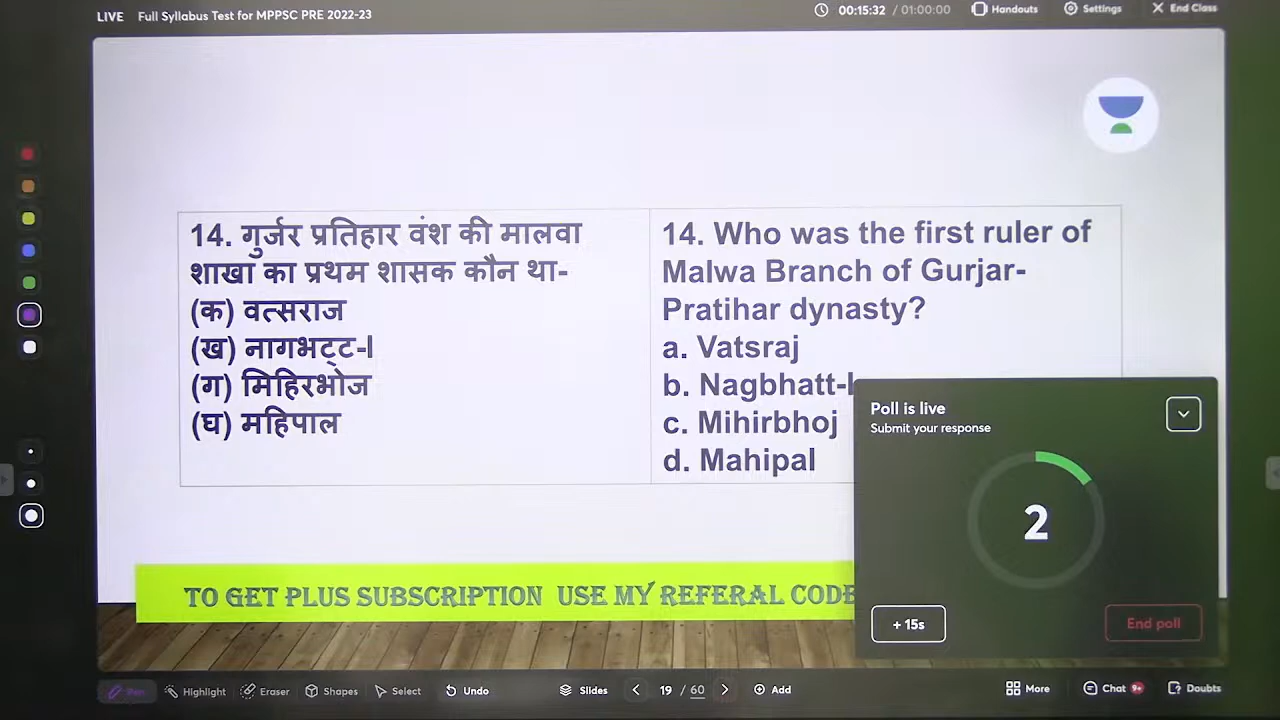 LIVE Full Syllabus Test for MPPSC PRE 2022-23
00:15:32 / 01:00:00 Handouts Settings End Class
14. गुर्जर प्रतिहार वंश की मालवा
शाखा का प्रथम शासक कौन था-
(क) वत्सराज
(ख) नागभट्ट-I
(ग) मिहिरभोज
(घ) महिपाल
14. Who was the first ruler of
Malwa Branch of Gurjar-
Pratihar dynasty?
a. Vatsraj
b. Nagbhatt-I
c. Mihirbhoj
d. Mahipal
Poll is live
Submit your response
2
+ 15s End poll
TO GET PLUS SUBSCRIPTION USE MY REFERAL CODE
Pen Highlight Eraser Shapes Select Undo Slides 19 / 60 Add More Chat 9+ Doubts